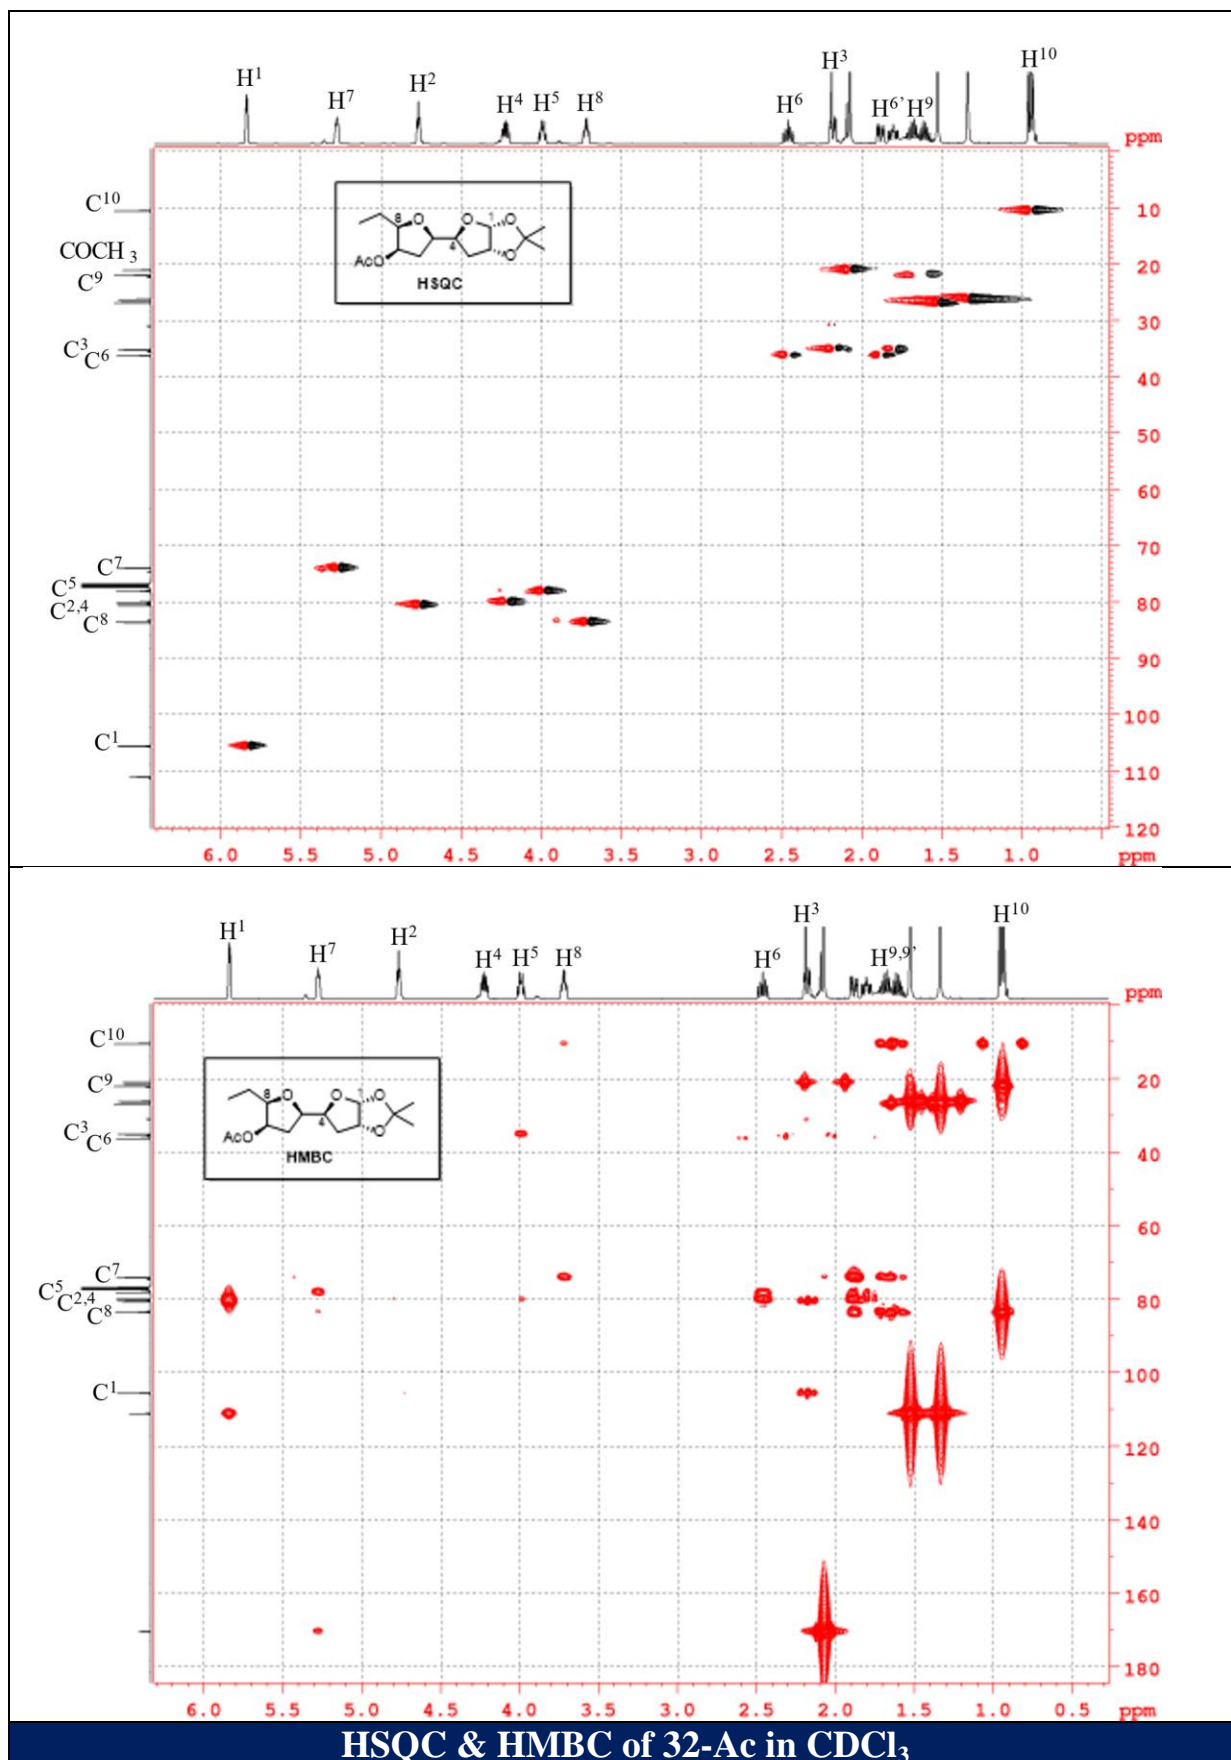 H1 H7 H2 H4 H5 H8 H6 H3 H6' H9 H10
ppm
C10
COCH3
C9
C3 C6
C7
C5
C2,4
C8
C1
8 O O 1 O
AcO 4 O
HSQC
10
20
30
40
50
60
70
80
90
100
110
120
6.0 5.5 5.0 4.5 4.0 3.5 3.0 2.5 2.0 1.5 1.0 ppm
H1 H7 H2 H4 H5 H8 H6 H3 H9,9' H10
ppm
C10
C9
C3
C6
C7
C5
C2,4
C8
C1
8 O O 1 O
AcO 4 O
HMBC
20
40
60
80
100
120
140
160
180
6.0 5.5 5.0 4.5 4.0 3.5 3.0 2.5 2.0 1.5 1.0 0.5 ppm
HSQC & HMBC of 32-Ac in CDCl3